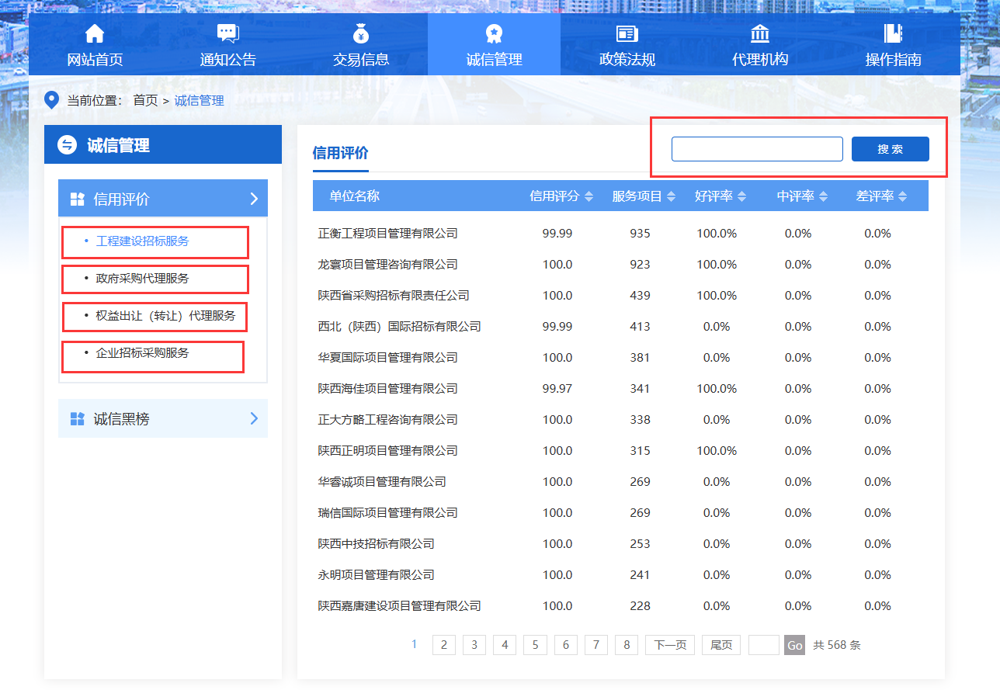 网站首页 通知公告 交易信息 诚信管理 政策法规 代理机构 操作指南
当前位置： 首页 > 诚信管理
诚信管理
信用评价
• 工程建设招标服务
• 政府采购代理服务
• 权益出让（转让）代理服务
• 企业招标采购服务
诚信黑榜
信用评价
搜 索
单位名称 信用评分 服务项目 好评率 中评率 差评率
正衡工程项目管理有限公司 99.99 935 100.0% 0.0% 0.0%
龙寰项目管理咨询有限公司 100.0 923 100.0% 0.0% 0.0%
陕西省采购招标有限责任公司 100.0 439 100.0% 0.0% 0.0%
西北（陕西）国际招标有限公司 99.99 413 0.0% 0.0% 0.0%
华夏国际项目管理有限公司 100.0 381 0.0% 0.0% 0.0%
陕西海佳项目管理有限公司 99.97 341 100.0% 0.0% 0.0%
正大方略工程咨询有限公司 100.0 338 0.0% 0.0% 0.0%
陕西正明项目管理有限公司 100.0 315 100.0% 0.0% 0.0%
华睿诚项目管理有限公司 100.0 269 0.0% 0.0% 0.0%
瑞信国际项目管理有限公司 100.0 269 0.0% 0.0% 0.0%
陕西中技招标有限公司 100.0 253 0.0% 0.0% 0.0%
永明项目管理有限公司 100.0 241 0.0% 0.0% 0.0%
陕西嘉唐建设项目管理有限公司 100.0 228 0.0% 0.0% 0.0%
1 2 3 4 5 6 7 8 下一页 尾页 Go 共 568 条